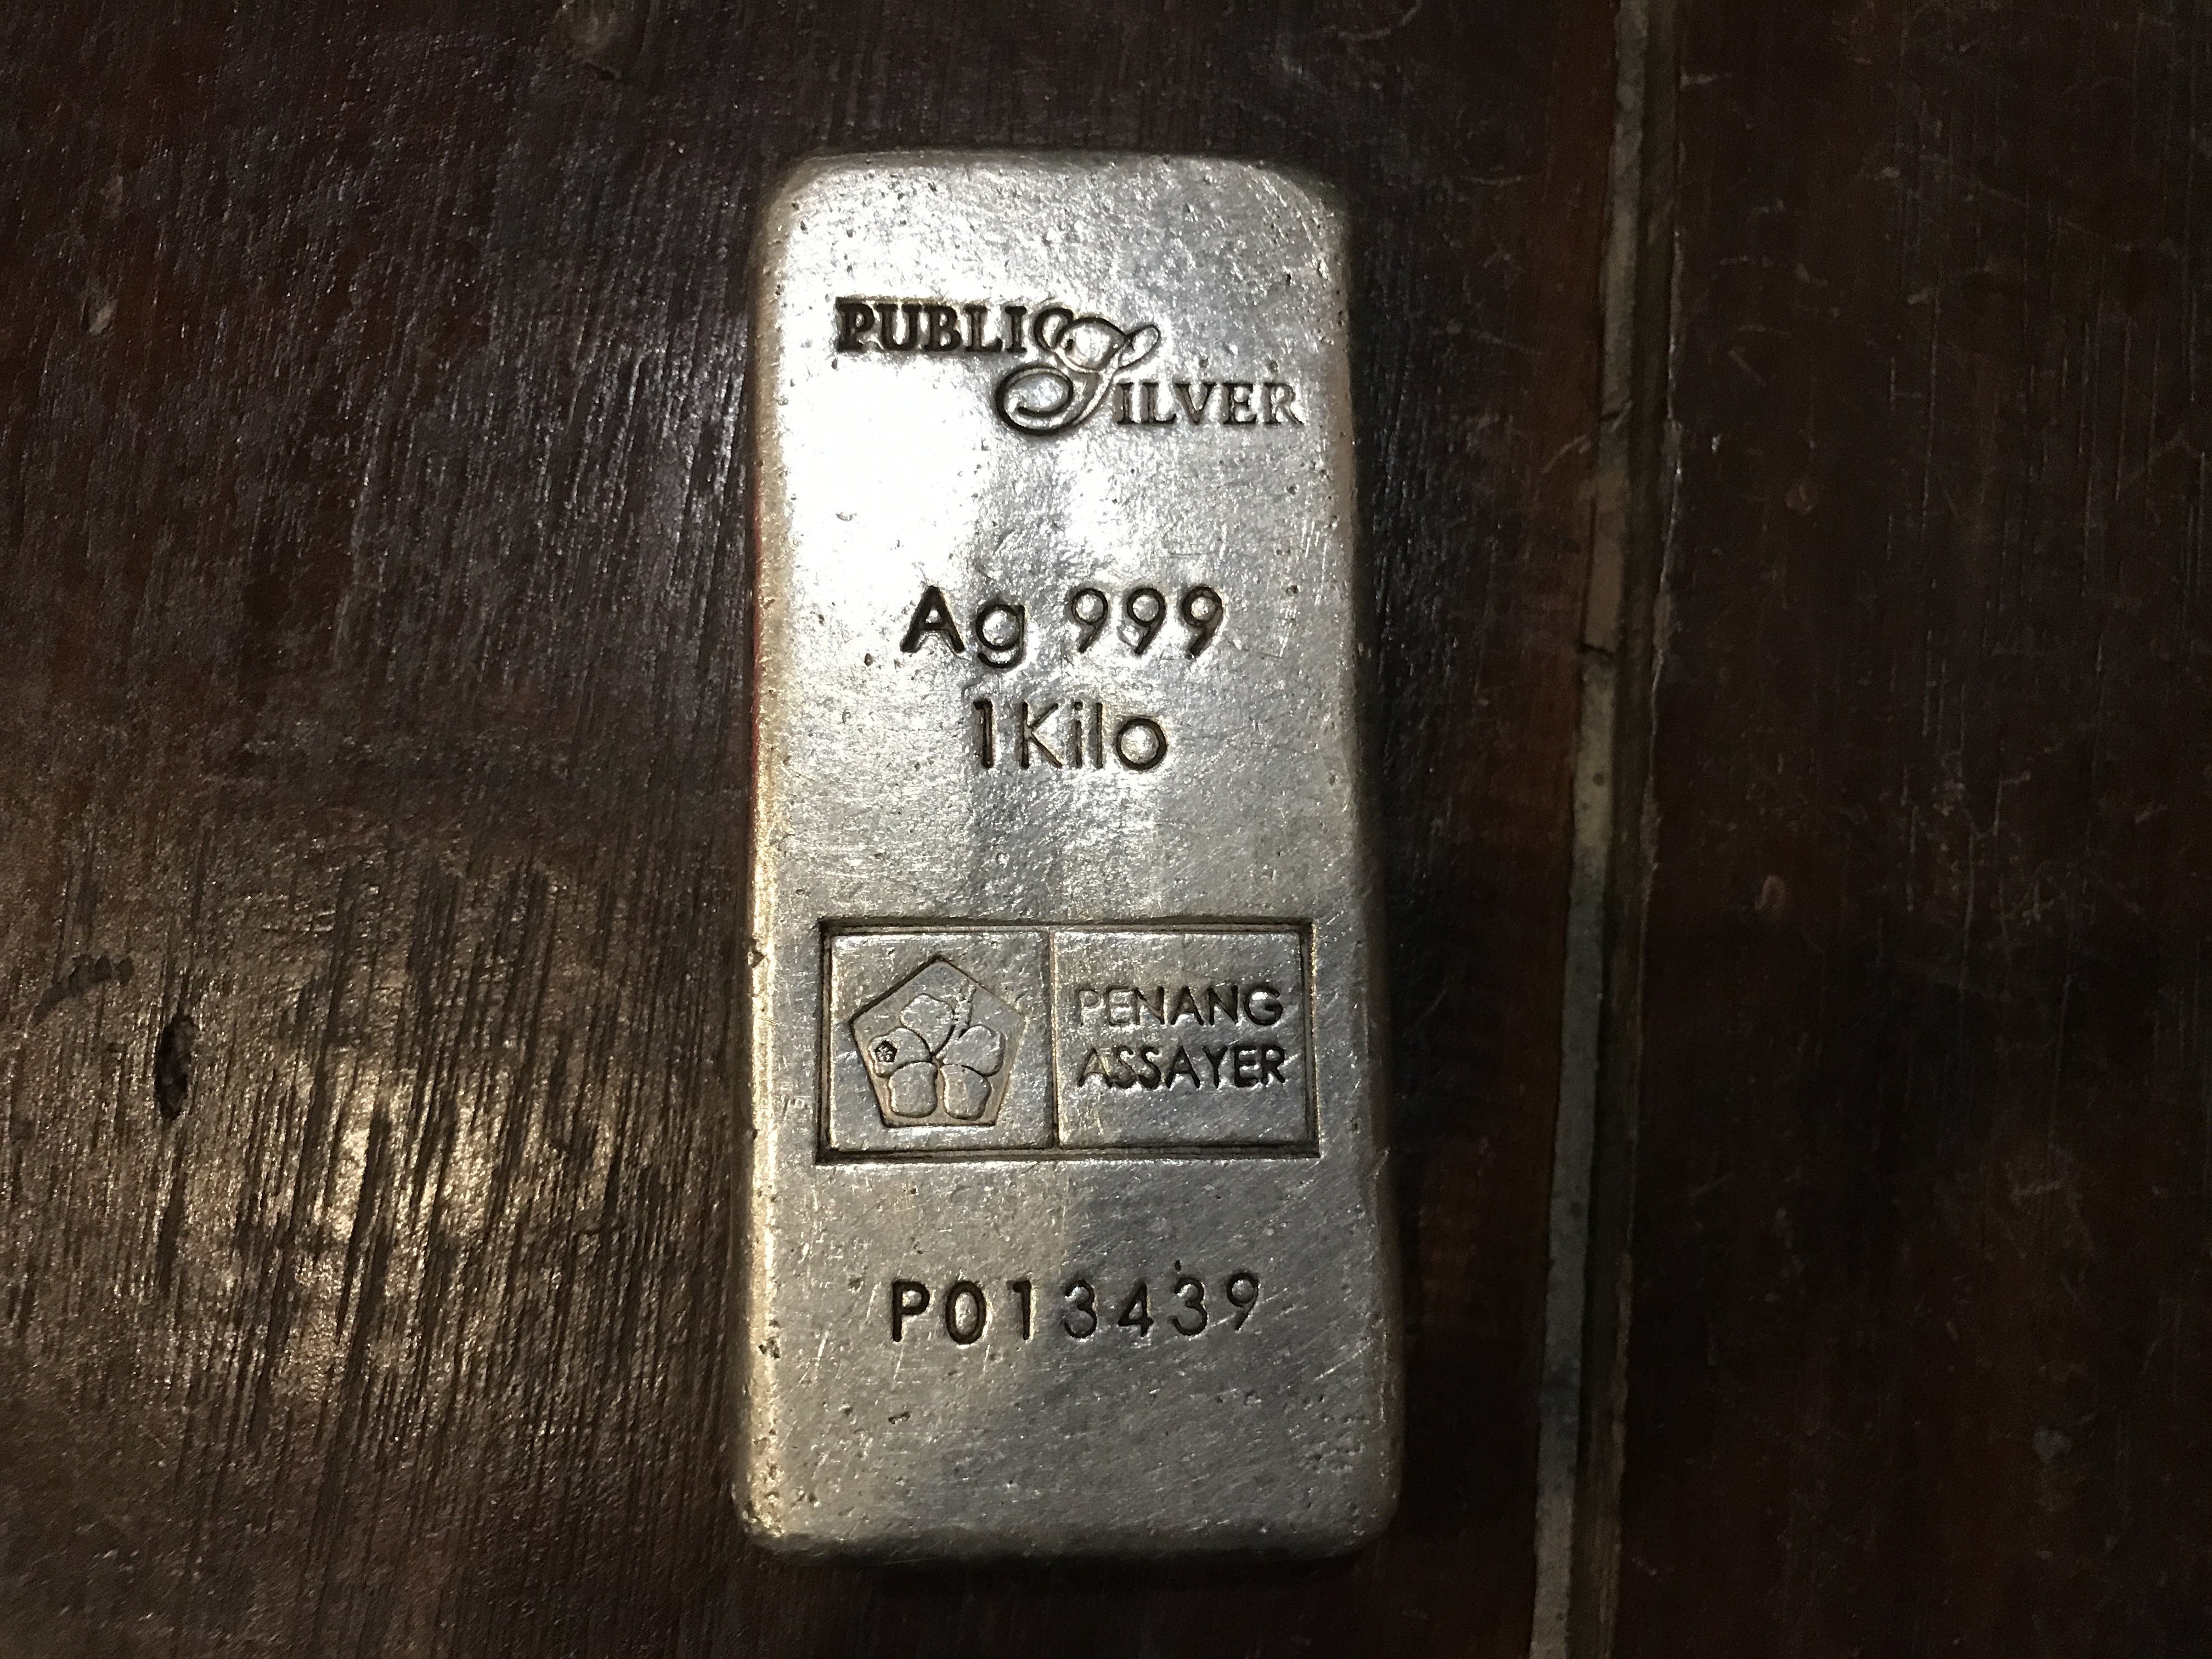 PUBLIC SILVER
Ag 999
1Kilo
PENANG
ASSAYER
P013439